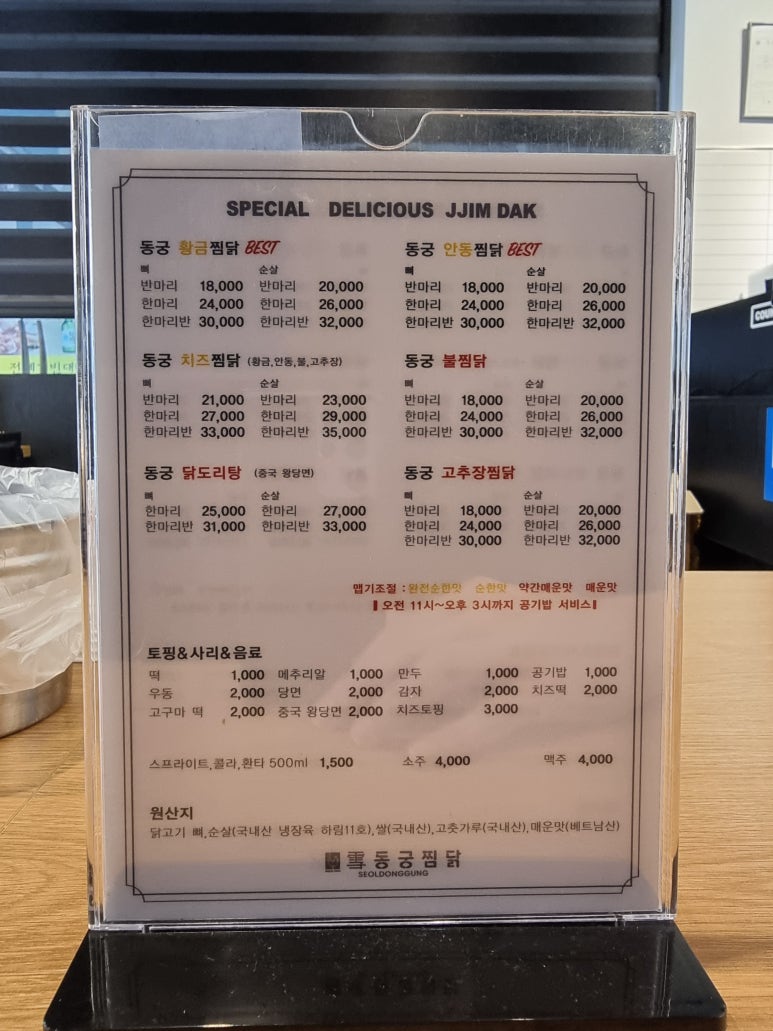 SPECIAL DELICIOUS JJIM DAK
동궁 황금찜닭 BEST
뼈 순살
반마리 18,000 반마리 20,000
한마리 24,000 한마리 26,000
한마리반 30,000 한마리반 32,000
동궁 안동찜닭 BEST
뼈 순살
반마리 18,000 반마리 20,000
한마리 24,000 한마리 26,000
한마리반 30,000 한마리반 32,000
동궁 치즈찜닭 (황금,안동,불,고추장)
뼈 순살
반마리 21,000 반마리 23,000
한마리 27,000 한마리 29,000
한마리반 33,000 한마리반 35,000
동궁 불찜닭
뼈 순살
반마리 18,000 반마리 20,000
한마리 24,000 한마리 26,000
한마리반 30,000 한마리반 32,000
동궁 닭도리탕 (중국 왕당면)
뼈 순살
한마리 25,000 한마리 27,000
한마리반 31,000 한마리반 33,000
동궁 고추장찜닭
뼈 순살
반마리 18,000 반마리 20,000
한마리 24,000 한마리 26,000
한마리반 30,000 한마리반 32,000
맵기조절 : 완전순한맛 순한맛 약간매운맛 매운맛
오전 11시~오후 3시까지 공기밥 서비스
토핑&사리&음료
떡 1,000 메추리알 1,000 만두 1,000 공기밥 1,000
우동 2,000 당면 2,000 감자 2,000 치즈떡 2,000
고구마 떡 2,000 중국 왕당면 2,000 치즈토핑 3,000
스프라이트,콜라,환타 500ml 1,500 소주 4,000 맥주 4,000
원산지
닭고기 뼈,순살(국내산 냉장육 하림11호),쌀(국내산),고춧가루(국내산),매운맛(베트남산)
雪동궁찜닭
SEOLDONGGUNG